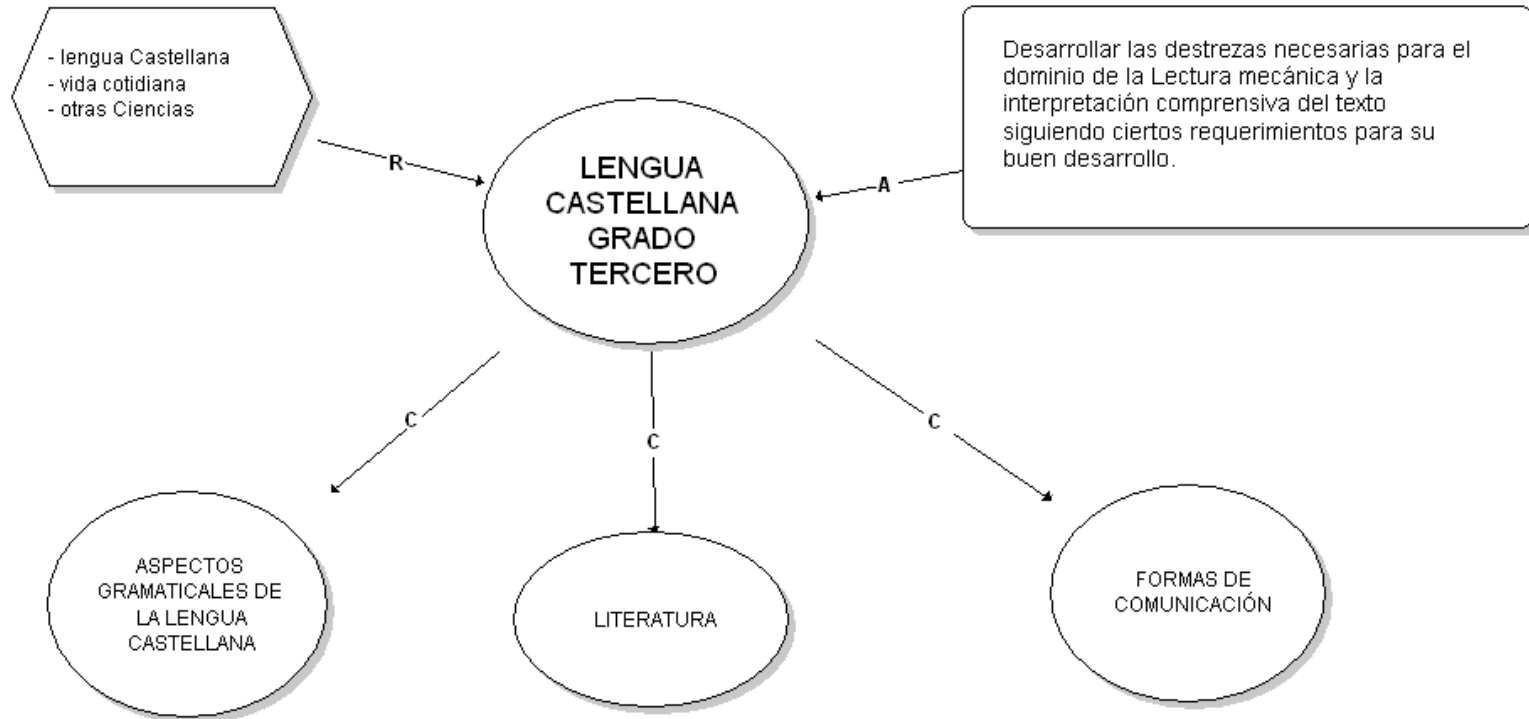 - lengua Castellana
- vida cotidiana
- otras Ciencias
Desarrollar las destrezas necesarias para el
dominio de la Lectura mecánica y la
interpretación comprensiva del texto
siguiendo ciertos requerimientos para su
buen desarrollo.
R
A
LENGUA
CASTELLANA
GRADO
TERCERO
C
C
C
ASPECTOS
GRAMATICALES DE
LA LENGUA
CASTELLANA
LITERATURA
FORMAS DE
COMUNICACIÓN